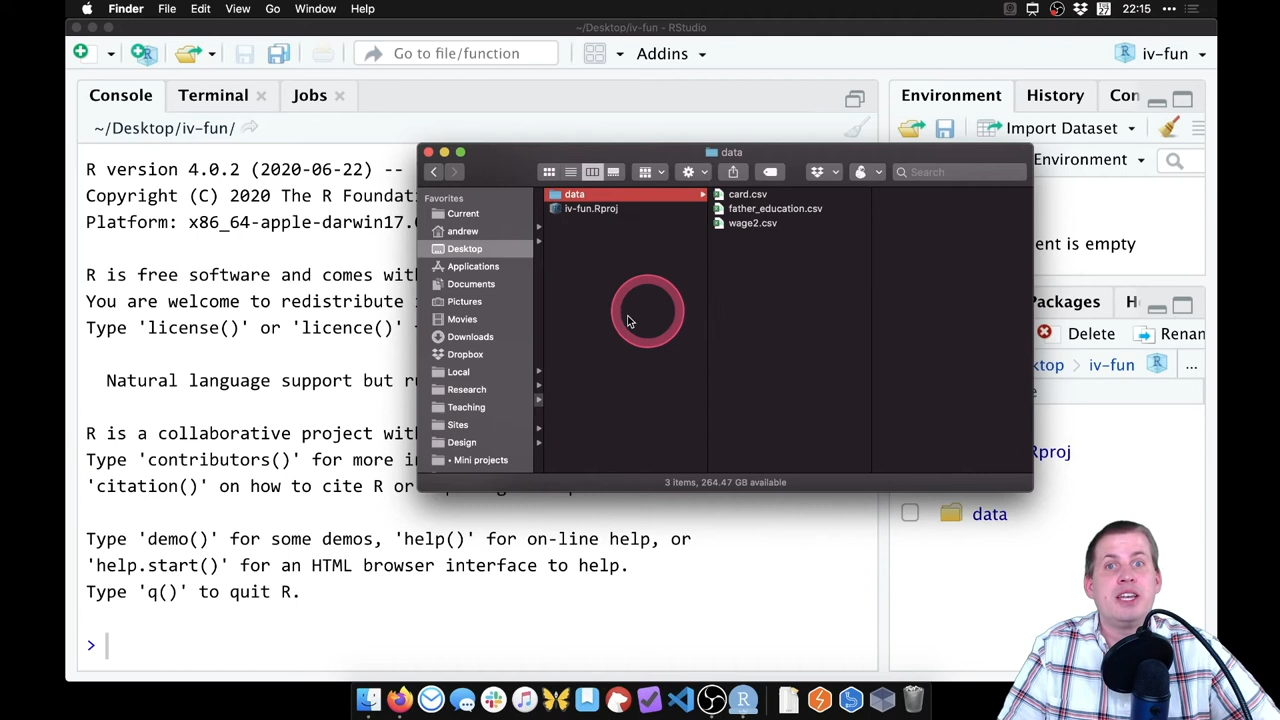 Finder File Edit View Go Window Help
27
22:15
~/Desktop/iv-fun - RStudio
Go to file/function
Addins
iv-fun
Console Terminal Jobs
~/Desktop/iv-fun/
R version 4.0.2 (2020-06-22) --
Copyright (C) 2020 The R Founda
Platform: x86_64-apple-darwin17.
R is free software and comes wit
You are welcome to redistribute
Type 'license()' or 'licence()'
Natural language support but r
R is a collaborative project wit
Type 'contributors()' for more i
'citation()' on how to cite R or
Type 'demo()' for some demos, 'help()' for on-line help, or
'help.start()' for an HTML browser interface to help.
Type 'q()' to quit R.
>
data
Search
Favorites
Current
andrew
Desktop
Applications
Documents
Pictures
Movies
Downloads
Dropbox
Local
Research
Teaching
Sites
Design
• Mini projects
data
iv-fun.Rproj
card.csv
father_education.csv
wage2.csv
3 items, 264.47 GB available
Environment History Con
Import Dataset
Environment
ent is empty
Packages H
Delete Renan
ktop > iv-fun ...
Rproj
data